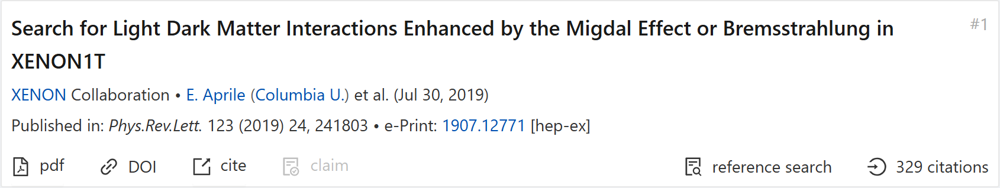 Search for Light Dark Matter Interactions Enhanced by the Migdal Effect or Bremsstrahlung in
#1
XENON1T
XENON Collaboration • E. Aprile (Columbia U.) et al. (Jul 30, 2019)
Published in: Phys.Rev.Lett. 123 (2019) 24, 241803 • e-Print: 1907.12771 [hep-ex]
pdf DOI cite claim reference search 329 citations